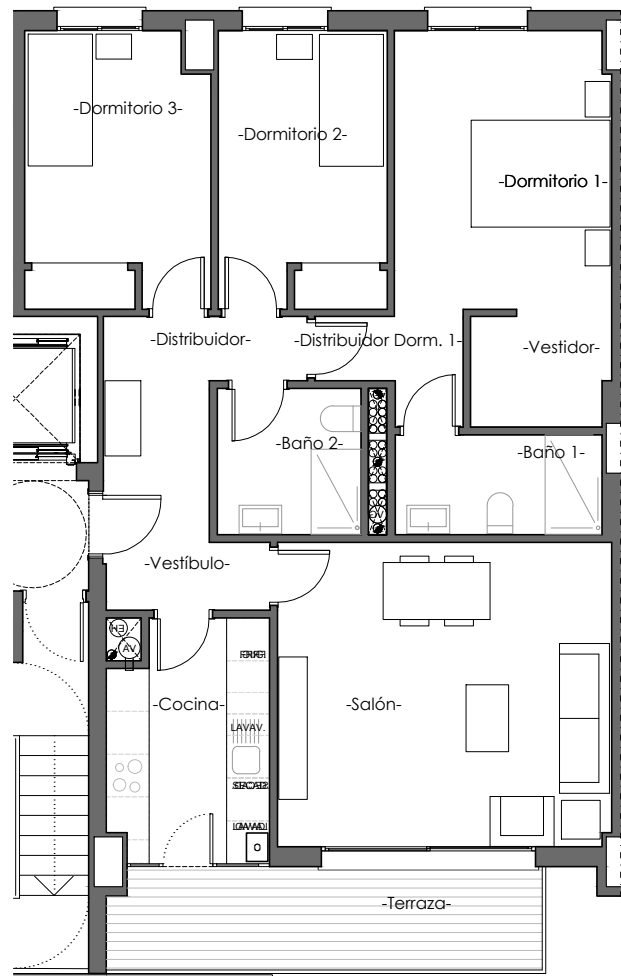 -Dormitorio 3-
-Dormitorio 2-
-Dormitorio 1-
-Distribuidor-
-Distribuidor Dorm. 1-
-Vestidor-
-Baño 2-
-Baño 1-
-Vestíbulo-
EH
AV
-Cocina-
-Salón-
LAVAV.
-Terraza-